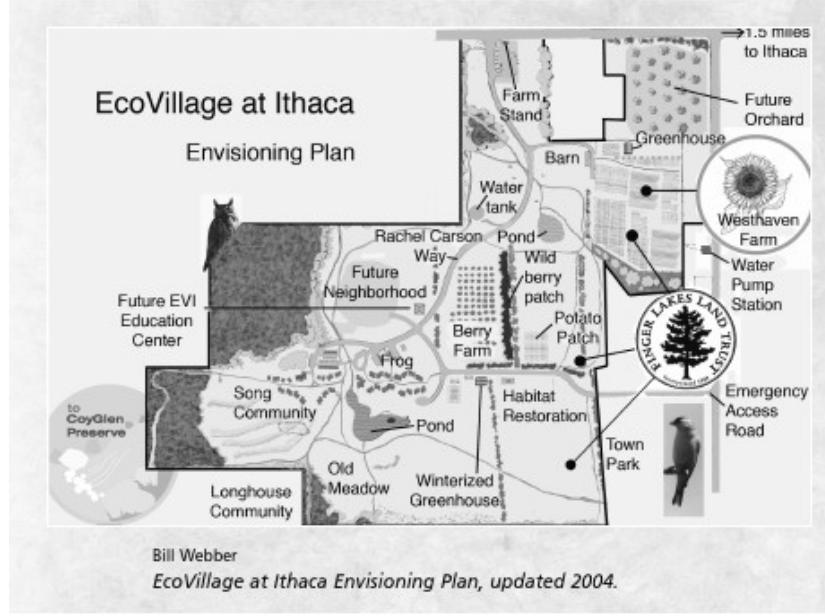 1.5 miles
to Ithaca
EcoVillage at Ithaca
Envisioning Plan
Farm
Stand
Future
Orchard
Greenhouse
Barn
Water
tank
Westhaven
Farm
Rachel Carson
Way
Pond
Wild
berry
patch
Water
Pump
Station
Future
Neighborhood
Future EVI
Education
Center
Berry
Farm
Potato
Patch
FINGER LAKES LAND TRUST
Frog
Song
Community
to
CoyGlen
Preserve
Habitat
Restoration
Emergency
Access
Road
Pond
Town
Park
Old
Meadow
Winterized
Greenhouse
Longhouse
Community
Bill Webber
EcoVillage at Ithaca Envisioning Plan, updated 2004.